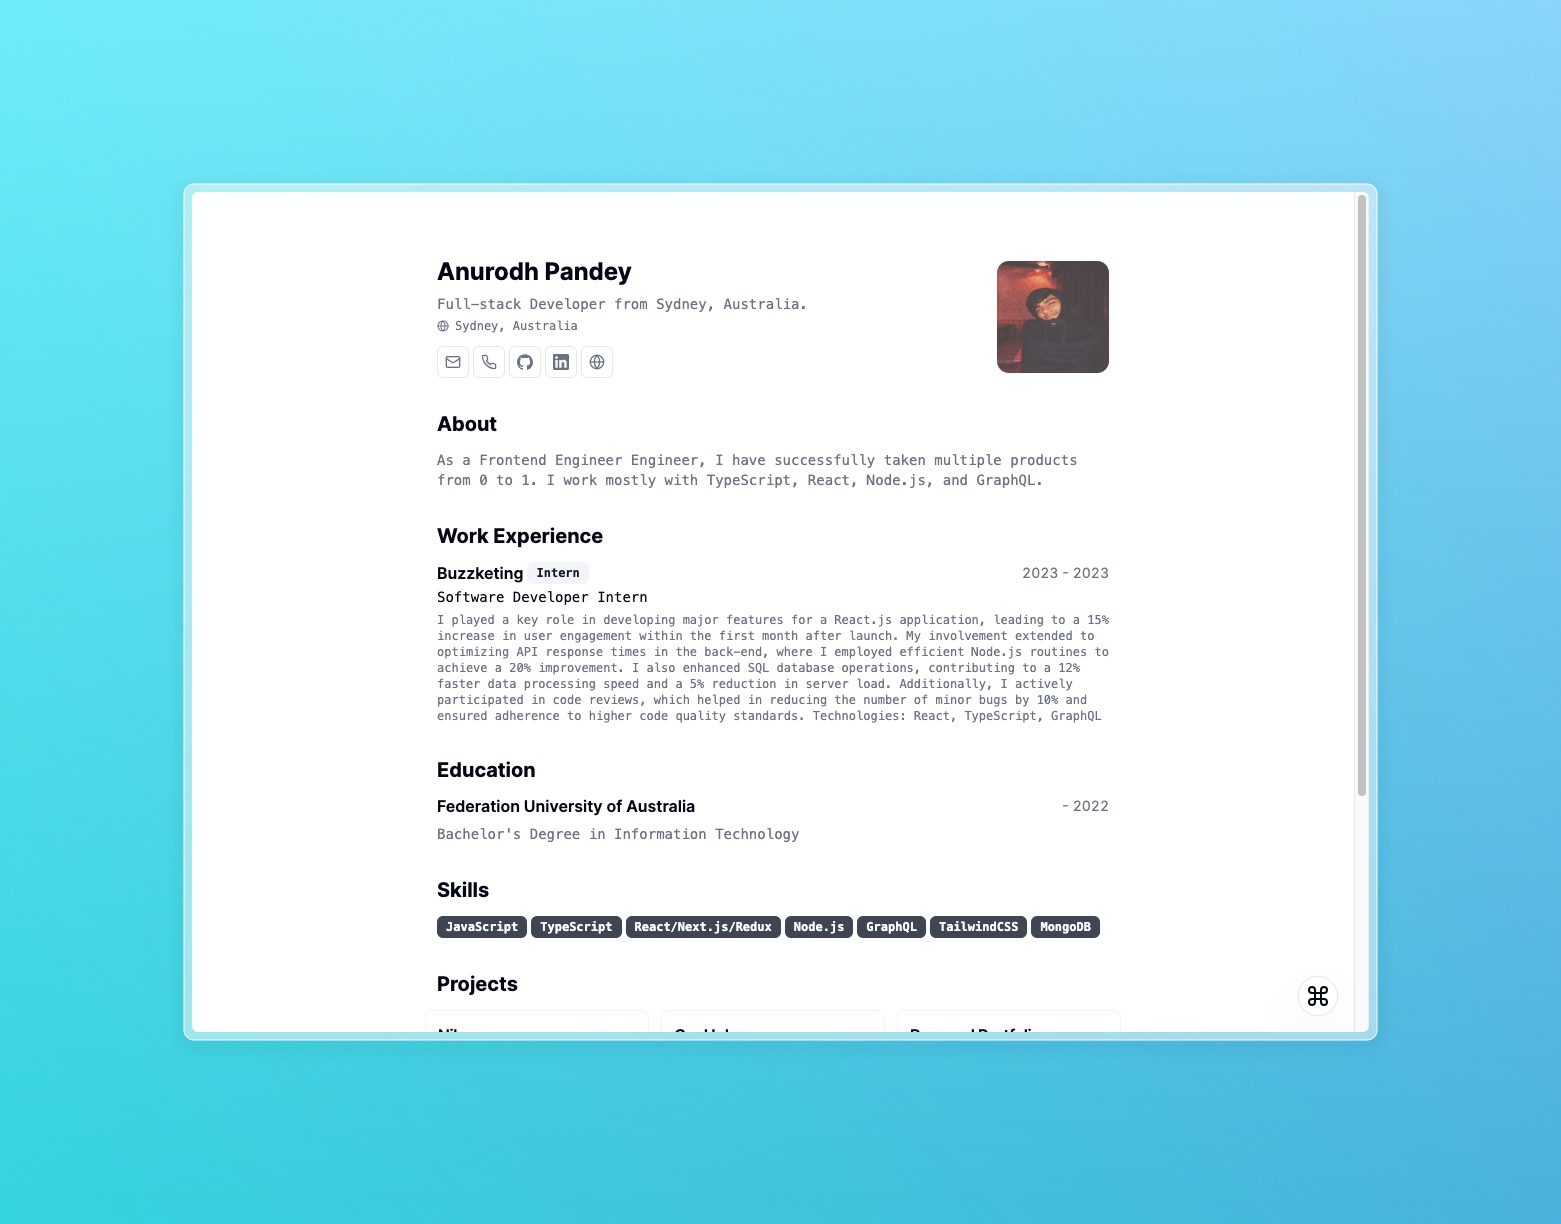 Anurodh Pandey
Full-stack Developer from Sydney, Australia.
Sydney, Australia
About
As a Frontend Engineer Engineer, I have successfully taken multiple products
from 0 to 1. I work mostly with TypeScript, React, Node.js, and GraphQL.
Work Experience
Buzzketing Intern 2023 - 2023
Software Developer Intern
I played a key role in developing major features for a React.js application, leading to a 15%
increase in user engagement within the first month after launch. My involvement extended to
optimizing API response times in the back-end, where I employed efficient Node.js routines to
achieve a 20% improvement. I also enhanced SQL database operations, contributing to a 12%
faster data processing speed and a 5% reduction in server load. Additionally, I actively
participated in code reviews, which helped in reducing the number of minor bugs by 10% and
ensured adherence to higher code quality standards. Technologies: React, TypeScript, GraphQL
Education
Federation University of Australia - 2022
Bachelor's Degree in Information Technology
Skills
JavaScript TypeScript React/Next.js/Redux Node.js GraphQL TailwindCSS MongoDB
Projects